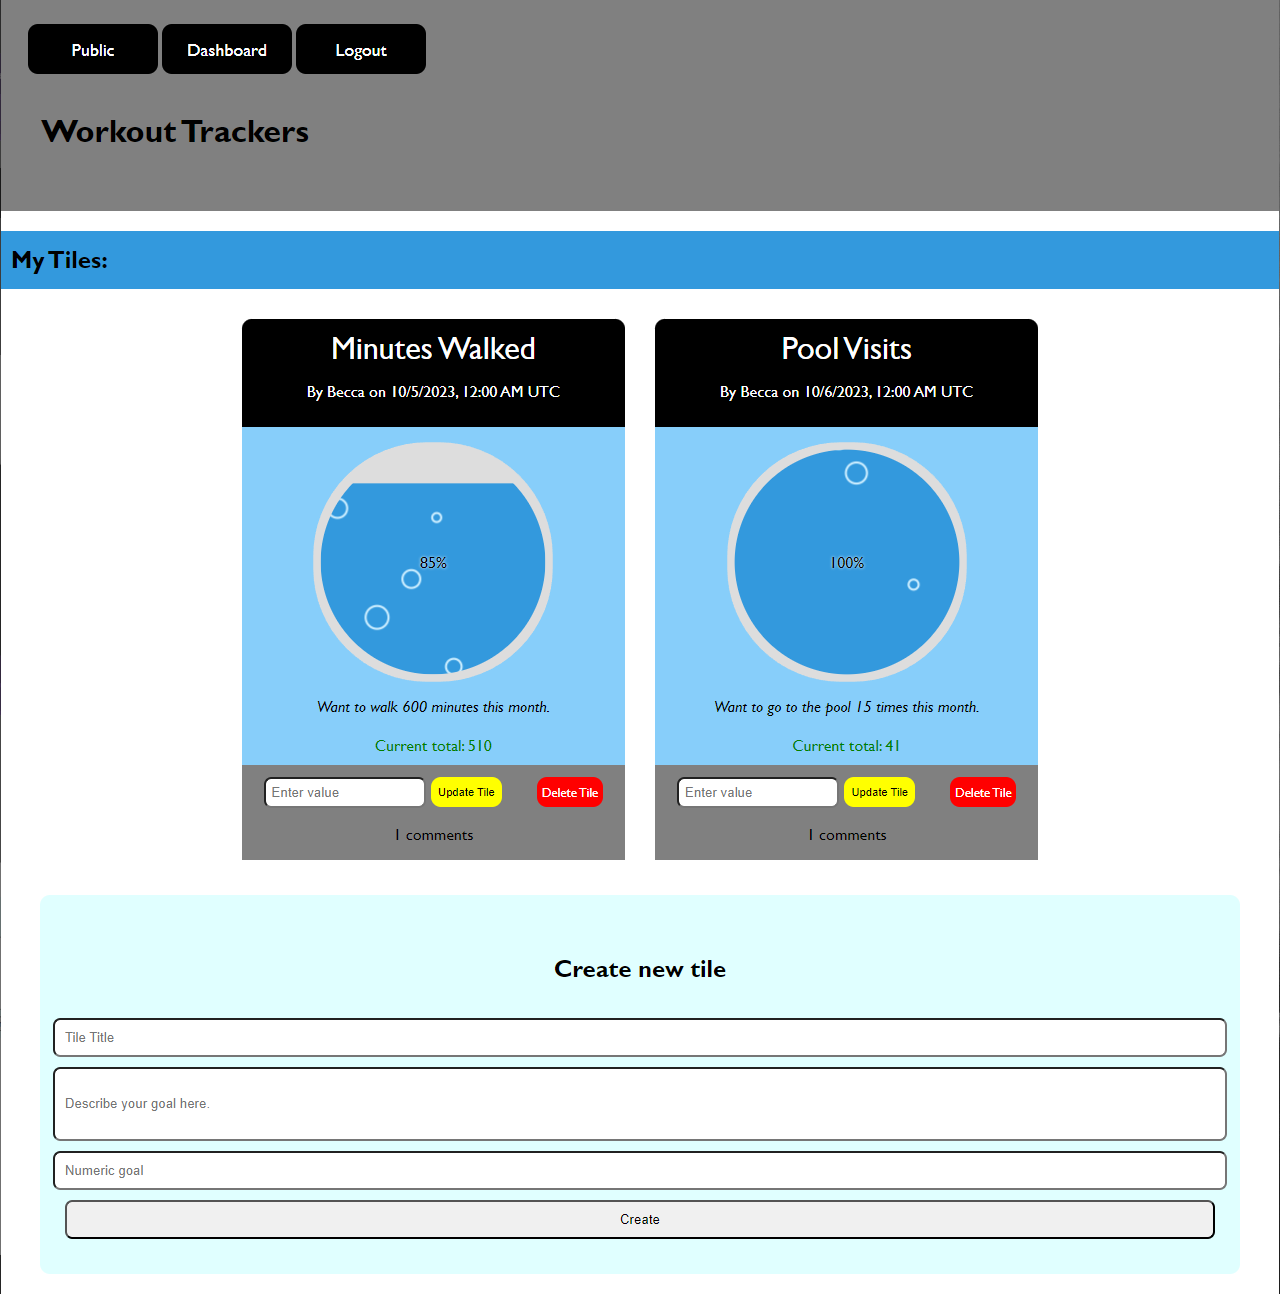 Public Dashboard Logout
Workout Trackers
My Tiles:
Minutes Walked
By Becca on 10/5/2023, 12:00 AM UTC
85%
Want to walk 600 minutes this month.
Current total: 510
Enter value Update Tile Delete Tile
1 comments
Pool Visits
By Becca on 10/6/2023, 12:00 AM UTC
100%
Want to go to the pool 15 times this month.
Current total: 41
Enter value Update Tile Delete Tile
1 comments
Create new tile
Tile Title
Describe your goal here.
Numeric goal
Create